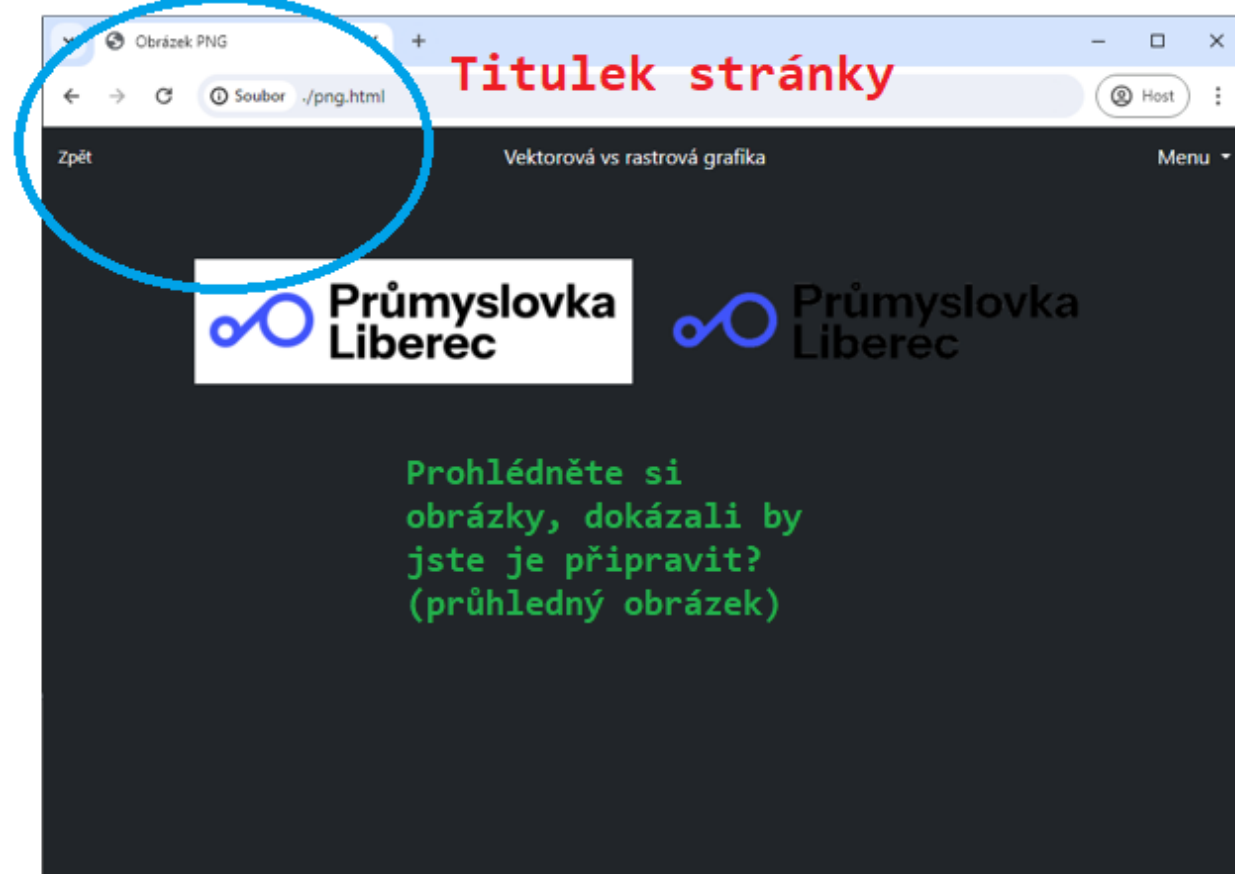 Obrázek PNG
Titulek stránky
Soubor ./png.html
Host
Zpět
Vektorová vs rastrová grafika
Menu
Průmyslovka
Liberec
Průmyslovka
Liberec
Prohlédněte si
obrázky, dokázali by
jste je připravit?
(průhledný obrázek)